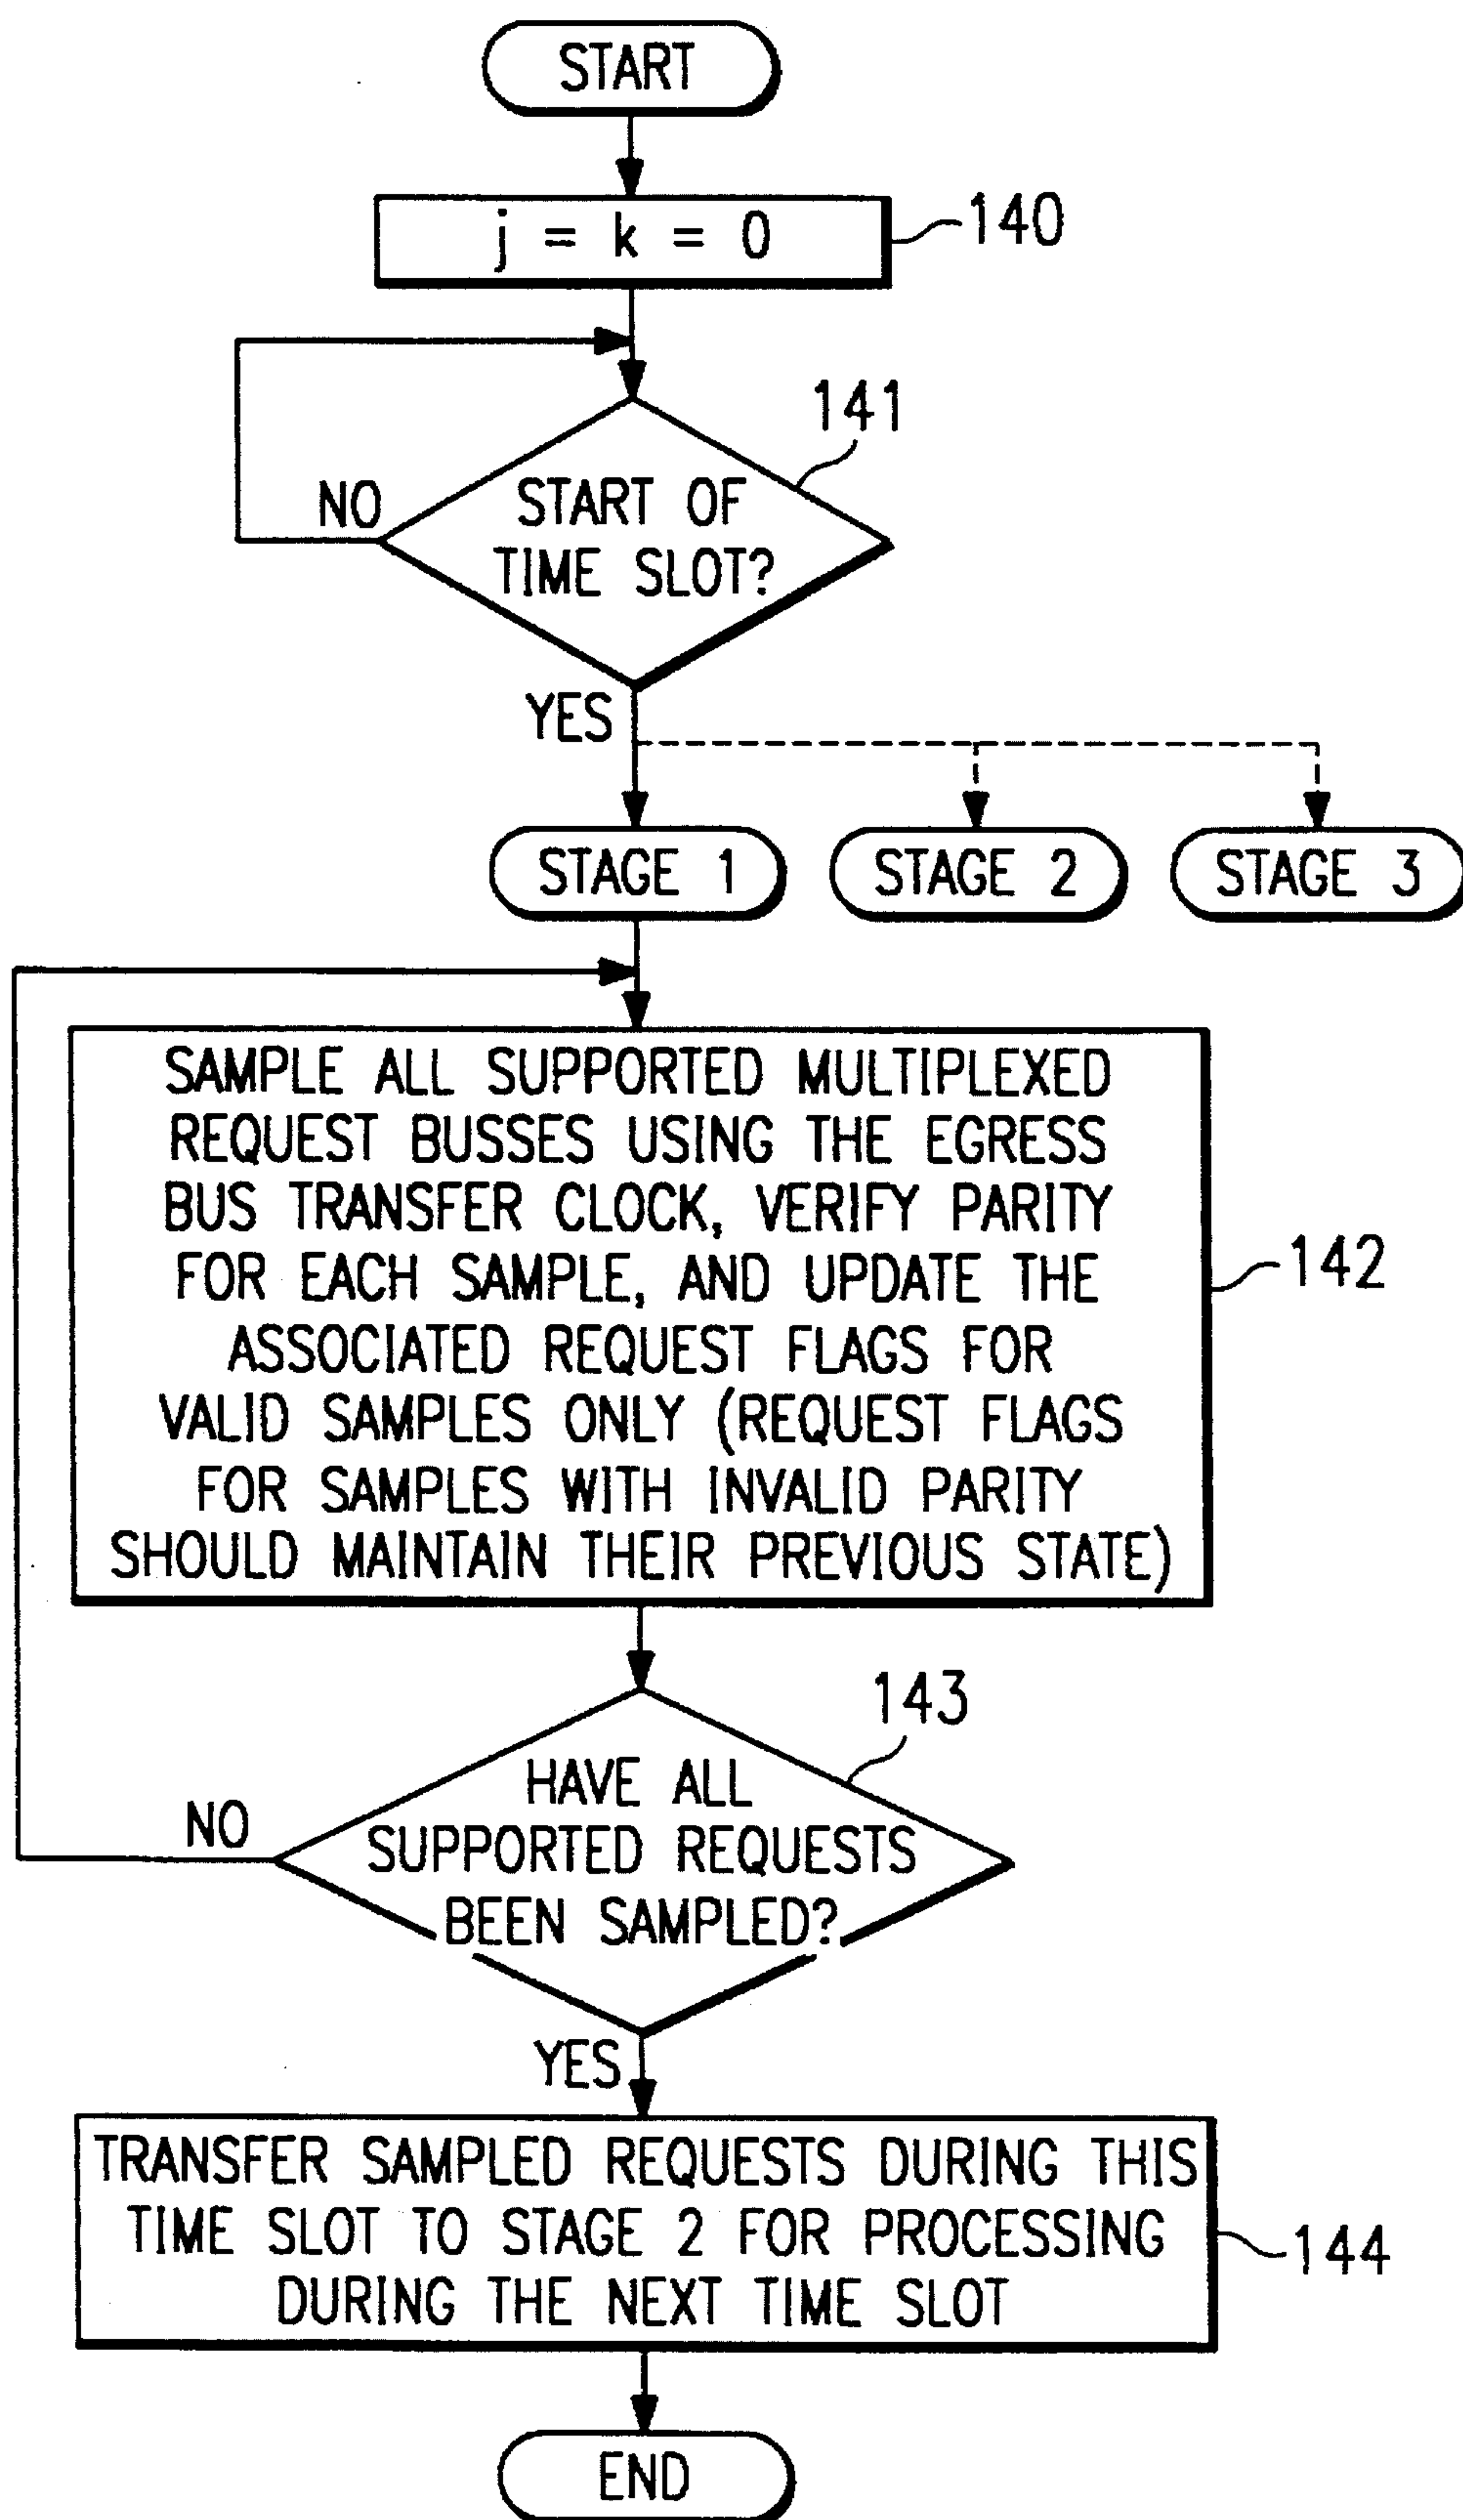 START
j = k = 0
140
141
START OF
TIME SLOT?
NO
YES
STAGE 1
STAGE 2
STAGE 3
SAMPLE ALL SUPPORTED MULTIPLEXED
REQUEST BUSSES USING THE EGRESS
BUS TRANSFER CLOCK, VERIFY PARITY
FOR EACH SAMPLE, AND UPDATE THE
ASSOCIATED REQUEST FLAGS FOR
VALID SAMPLES ONLY (REQUEST FLAGS
FOR SAMPLES WITH INVALID PARITY
SHOULD MAINTAIN THEIR PREVIOUS STATE)
142
143
HAVE ALL
SUPPORTED REQUESTS
BEEN SAMPLED?
NO
YES
TRANSFER SAMPLED REQUESTS DURING THIS
TIME SLOT TO STAGE 2 FOR PROCESSING
DURING THE NEXT TIME SLOT
144
END